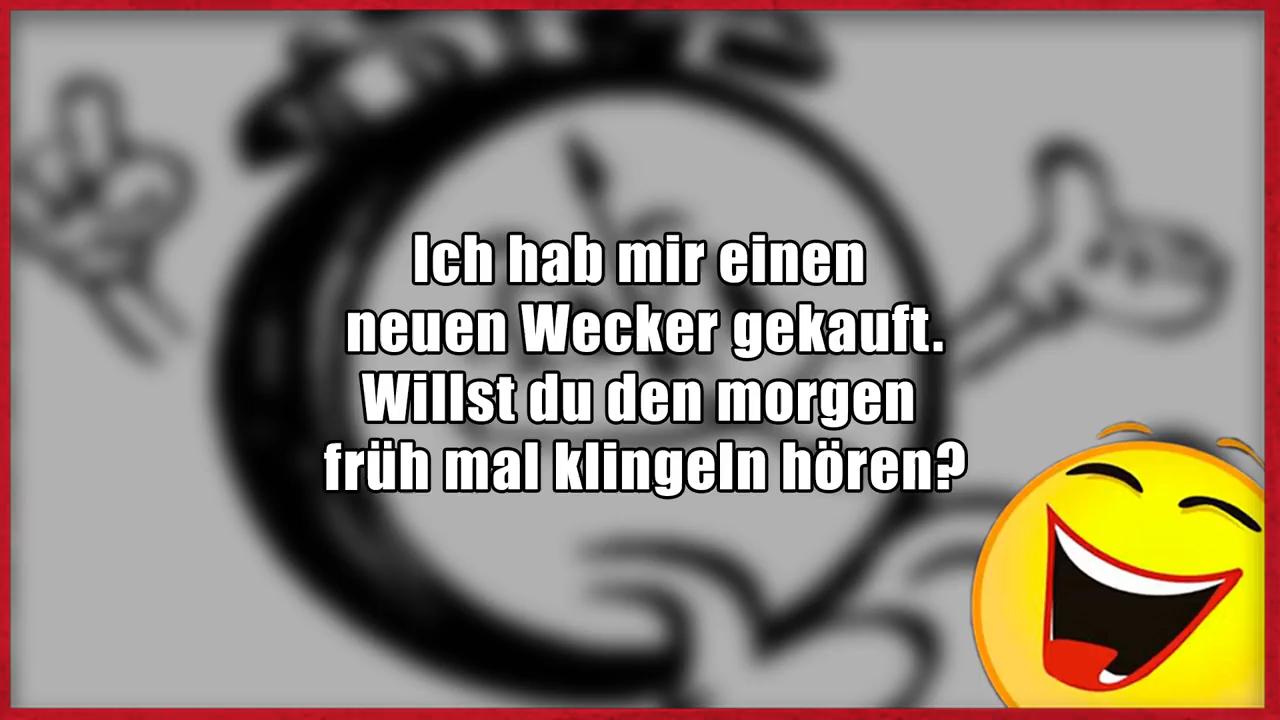 Ich hab mir einen
neuen Wecker gekauft.
Willst du den morgen
früh mal klingeln hören?